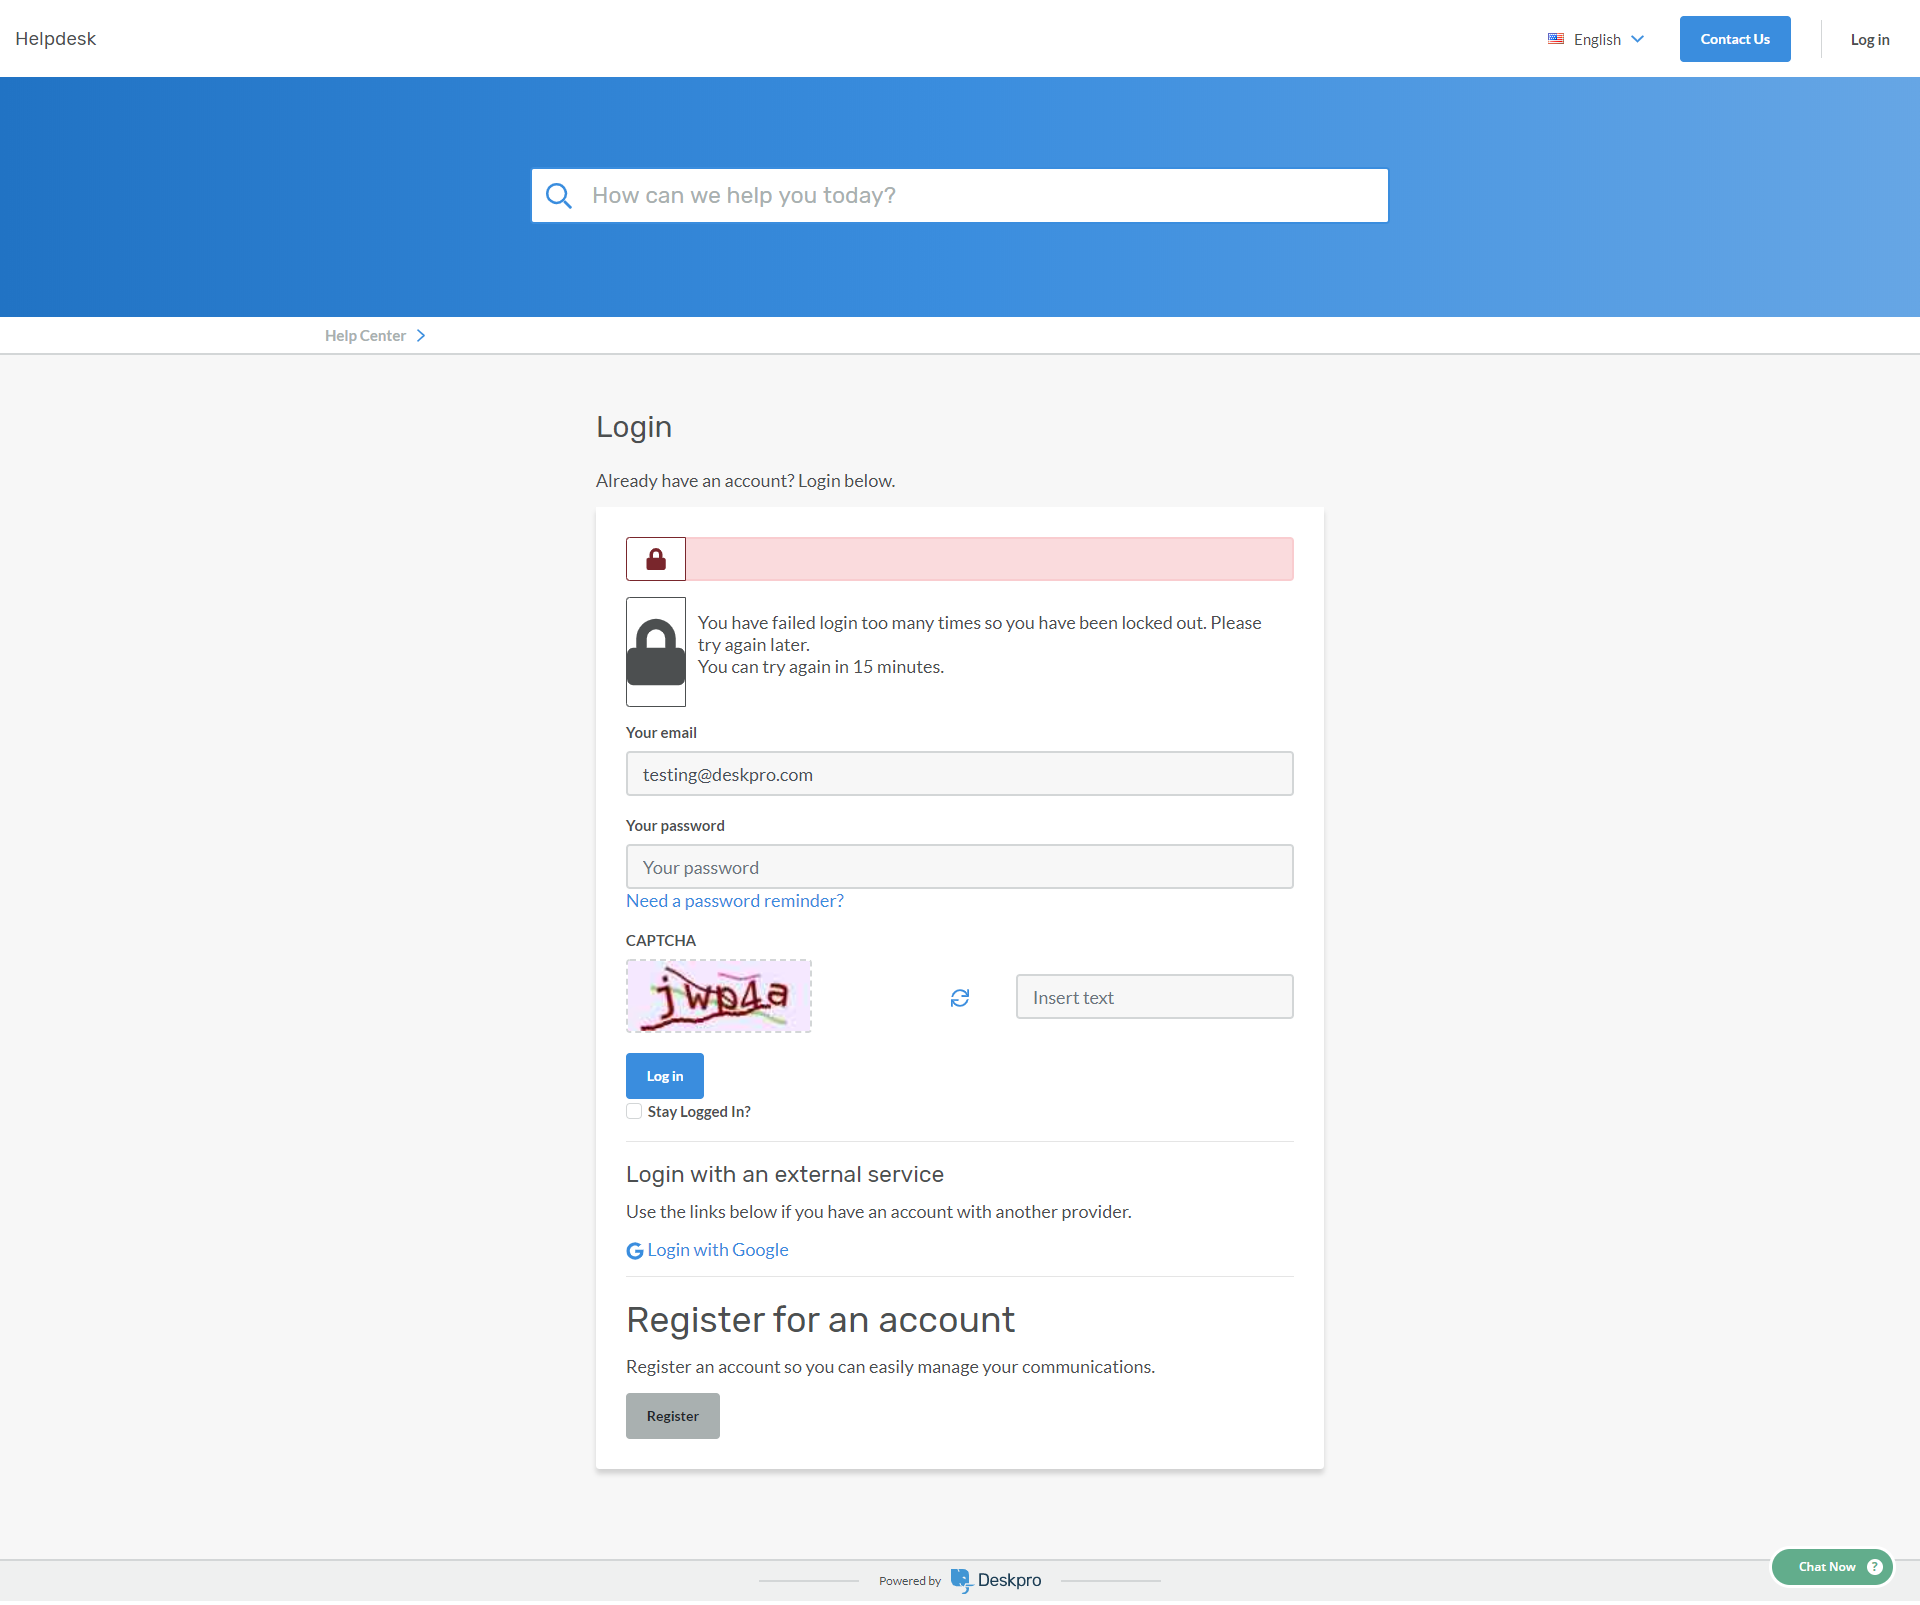 Helpdesk
English
Contact Us
Log in
How can we help you today?
Help Center
Login
Already have an account? Login below.
You have failed login too many times so you have been locked out. Please
try again later.
You can try again in 15 minutes.
Your email
testing@deskpro.com
Your password
Your password
Need a password reminder?
CAPTCHA
jwp4a
Insert text
Log in
Stay Logged In?
Login with an external service
Use the links below if you have an account with another provider.
Login with Google
Register for an account
Register an account so you can easily manage your communications.
Register
Powered by Deskpro
Chat Now ?